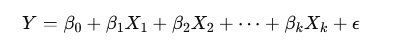 Y = β₀ + β₁X₁ + β₂X₂ + ⋯ + βₖXₖ + ϵ